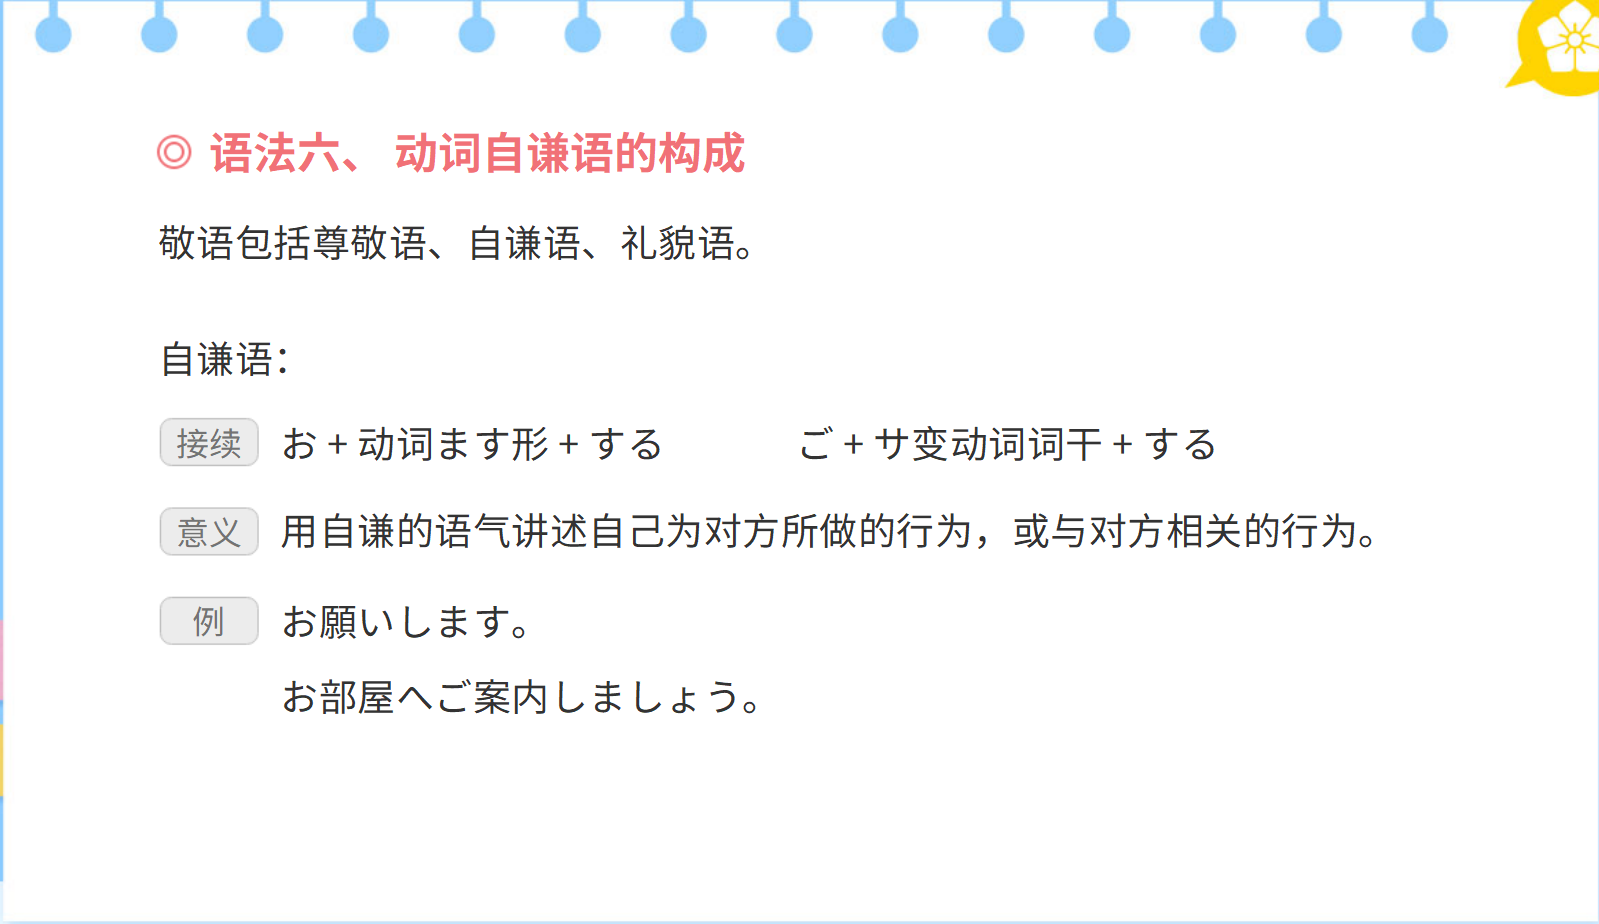 ◎ 语法六、 动词自谦语的构成
敬语包括尊敬语、自谦语、礼貌语。
自谦语：
接续 お + 动词ます形 + する ご + サ变动词词干 + する
意义 用自谦的语气讲述自己为对方所做的行为，或与对方相关的行为。
例 お願いします。
お部屋へご案内しましょう。